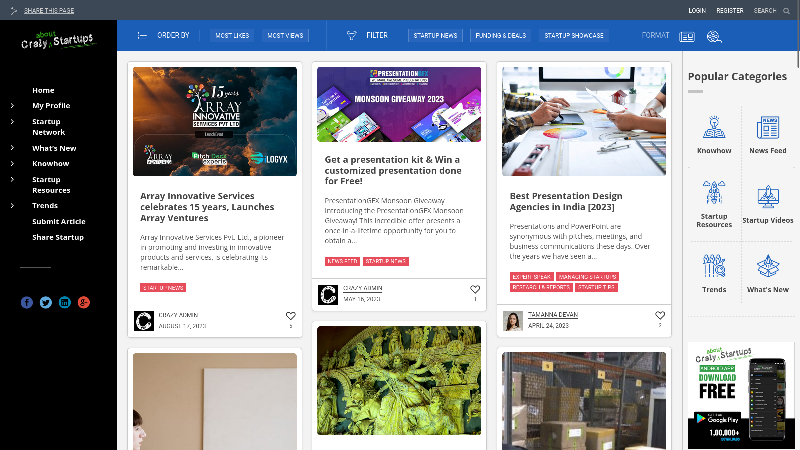 SHARE THIS PAGE
LOGIN
REGISTER
SEARCH
about
Crazy Startups
ORDER BY
MOST LIKES
MOST VIEWS
FILTER
STARTUP NEWS
FUNDING & DEALS
STARTUP SHOWCASE
FORMAT
Home
My Profile
Startup
Network
What's New
Knowhow
Startup
Resources
Trends
Submit Article
Share Startup
15 years
ARRAY
INNOVATIVE
SERVICES PVT LTD
ARRAY
Pitch Deck
experts
iLOGYX
Array Innovative Services
celebrates 15 years, Launches
Array Ventures
Array Innovative Services Pvt. Ltd., a pioneer
in promoting and investing in innovative
products and services, is celebrating its
remarkable...
STARTUP NEWS
CRAZY ADMIN
AUGUST 17, 2023
PRESENTATIONGFX
MONSOON GIVEAWAY 2023
Get a presentation kit & Win a
customized presentation done
for Free!
PresentationGFX Monsoon Giveaway
Introducing the PresentationGFX Monsoon
Giveaway! This incredible offer presents a
once-in-a-lifetime opportunity for you to
obtain a...
NEWS FEED
STARTUP NEWS
CRAZY ADMIN
MAY 16, 2023
1
Best Presentation Design
Agencies in India [2023]
Presentations and PowerPoint are
synonymous with pitches, meetings, and
business communications these days. Over
the years we have seen a...
EXPERT SPEAK
MANAGING STARTUPS
RESEARCH & REPORTS
STARTUP TIPS
TAMANNA DEVAN
APRIL 24, 2023
2
Popular Categories
Knowhow
NEWS
News Feed
Startup
Resources
Startup Videos
Trends
What's New
about
Crazy Startups
ANDROID APP
DOWNLOAD
FREE
Google Play
1,00,000+